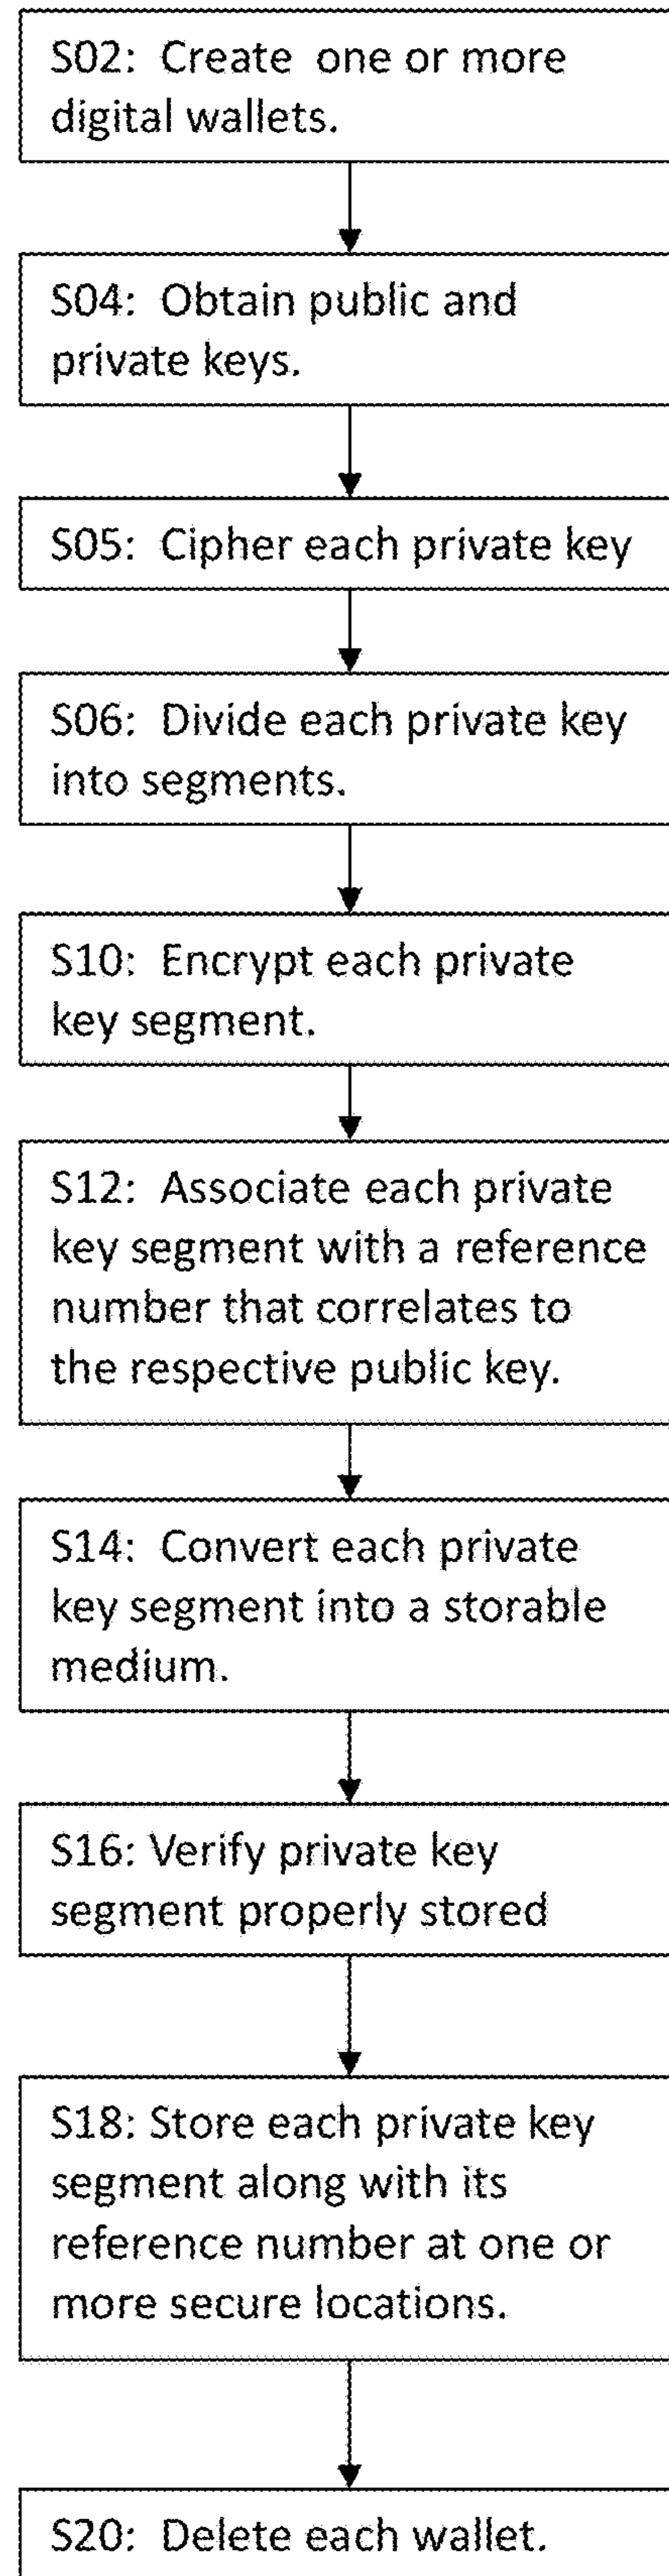 S02: Create one or more
digital wallets.
S04: Obtain public and
private keys.
S05: Cipher each private key
S06: Divide each private key
into segments.
S10: Encrypt each private
key segment.
S12: Associate each private
key segment with a reference
number that correlates to
the respective public key.
S14: Convert each private
key segment into a storable
medium.
S16: Verify private key
segment properly stored
S18: Store each private key
segment along with its
reference number at one or
more secure locations.
S20: Delete each wallet.